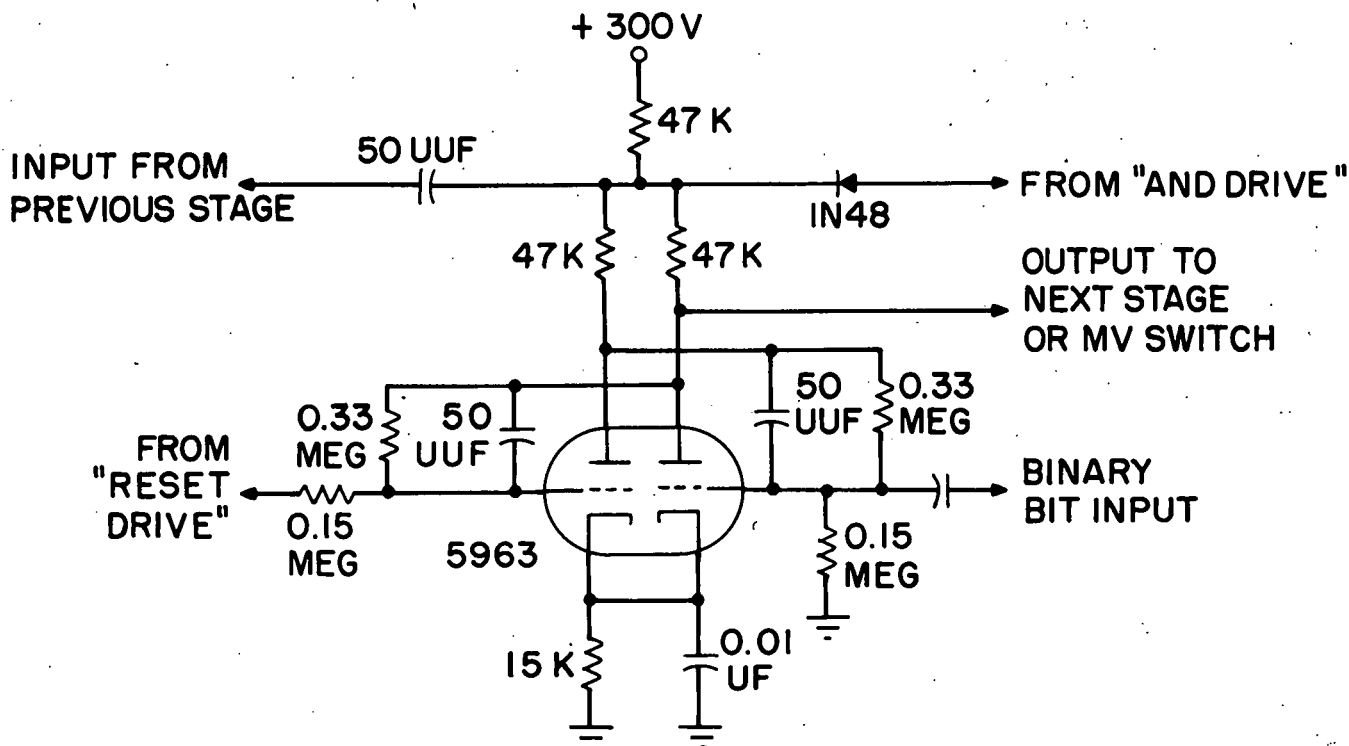 + 300 V
47 K
50 UUF
INPUT FROM
PREVIOUS STAGE
FROM "AND DRIVE"
IN48
47K
47K
OUTPUT TO
NEXT STAGE
OR MV SWITCH
0.33
MEG
50
UUF
50
UUF
0.33
MEG
FROM
"RESET
DRIVE"
0.15
MEG
5963
BINARY
BIT INPUT
0.15
MEG
15 K
0.01
UF